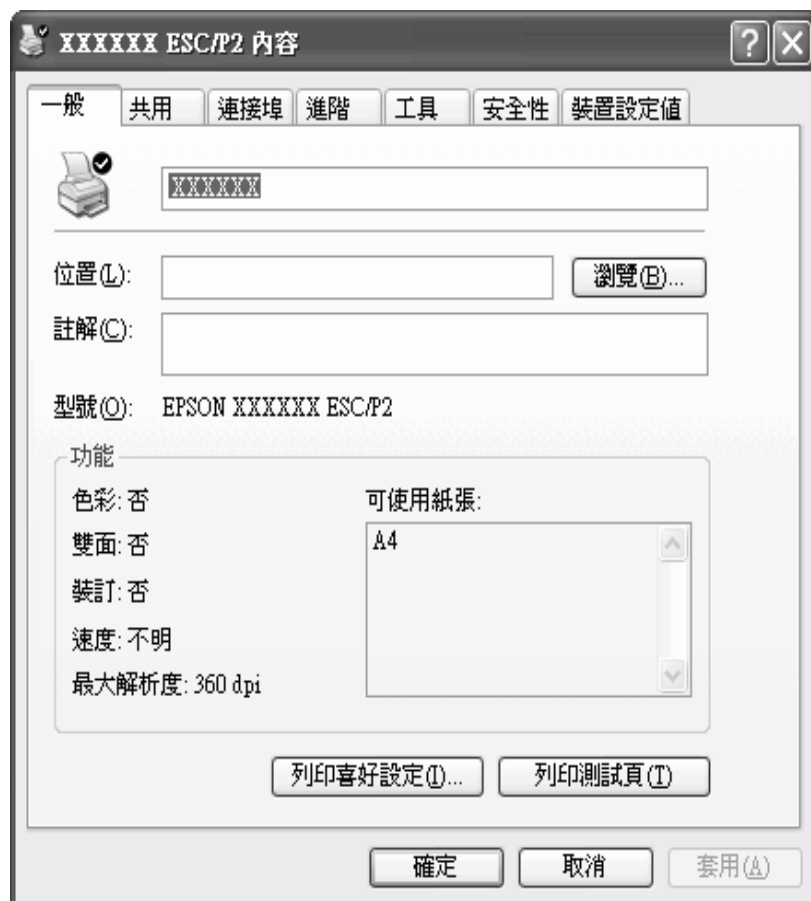 XXXXXX ESC/P2 內容
一般 共用 連接埠 進階 工具 安全性 裝置設定值
XXXXXX
位置(L): 瀏覽(B)...
註解(C):
型號(O): EPSON XXXXXX ESC/P2
功能
色彩: 否 可使用紙張:
雙面: 否 A4
裝訂: 否
速度: 不明
最大解析度: 360 dpi
列印喜好設定(I)... 列印測試頁(T)
確定 取消 套用(A)